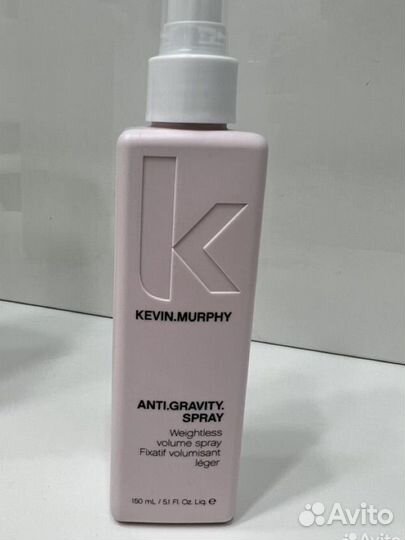 k
KEVIN.MURPHY
ANTI.GRAVITY.
SPRAY
Weightless
volume spray
Fixatif volumisant
léger
150 mL / 5.1 Fl. Oz. Liq. e
Avito
Avito